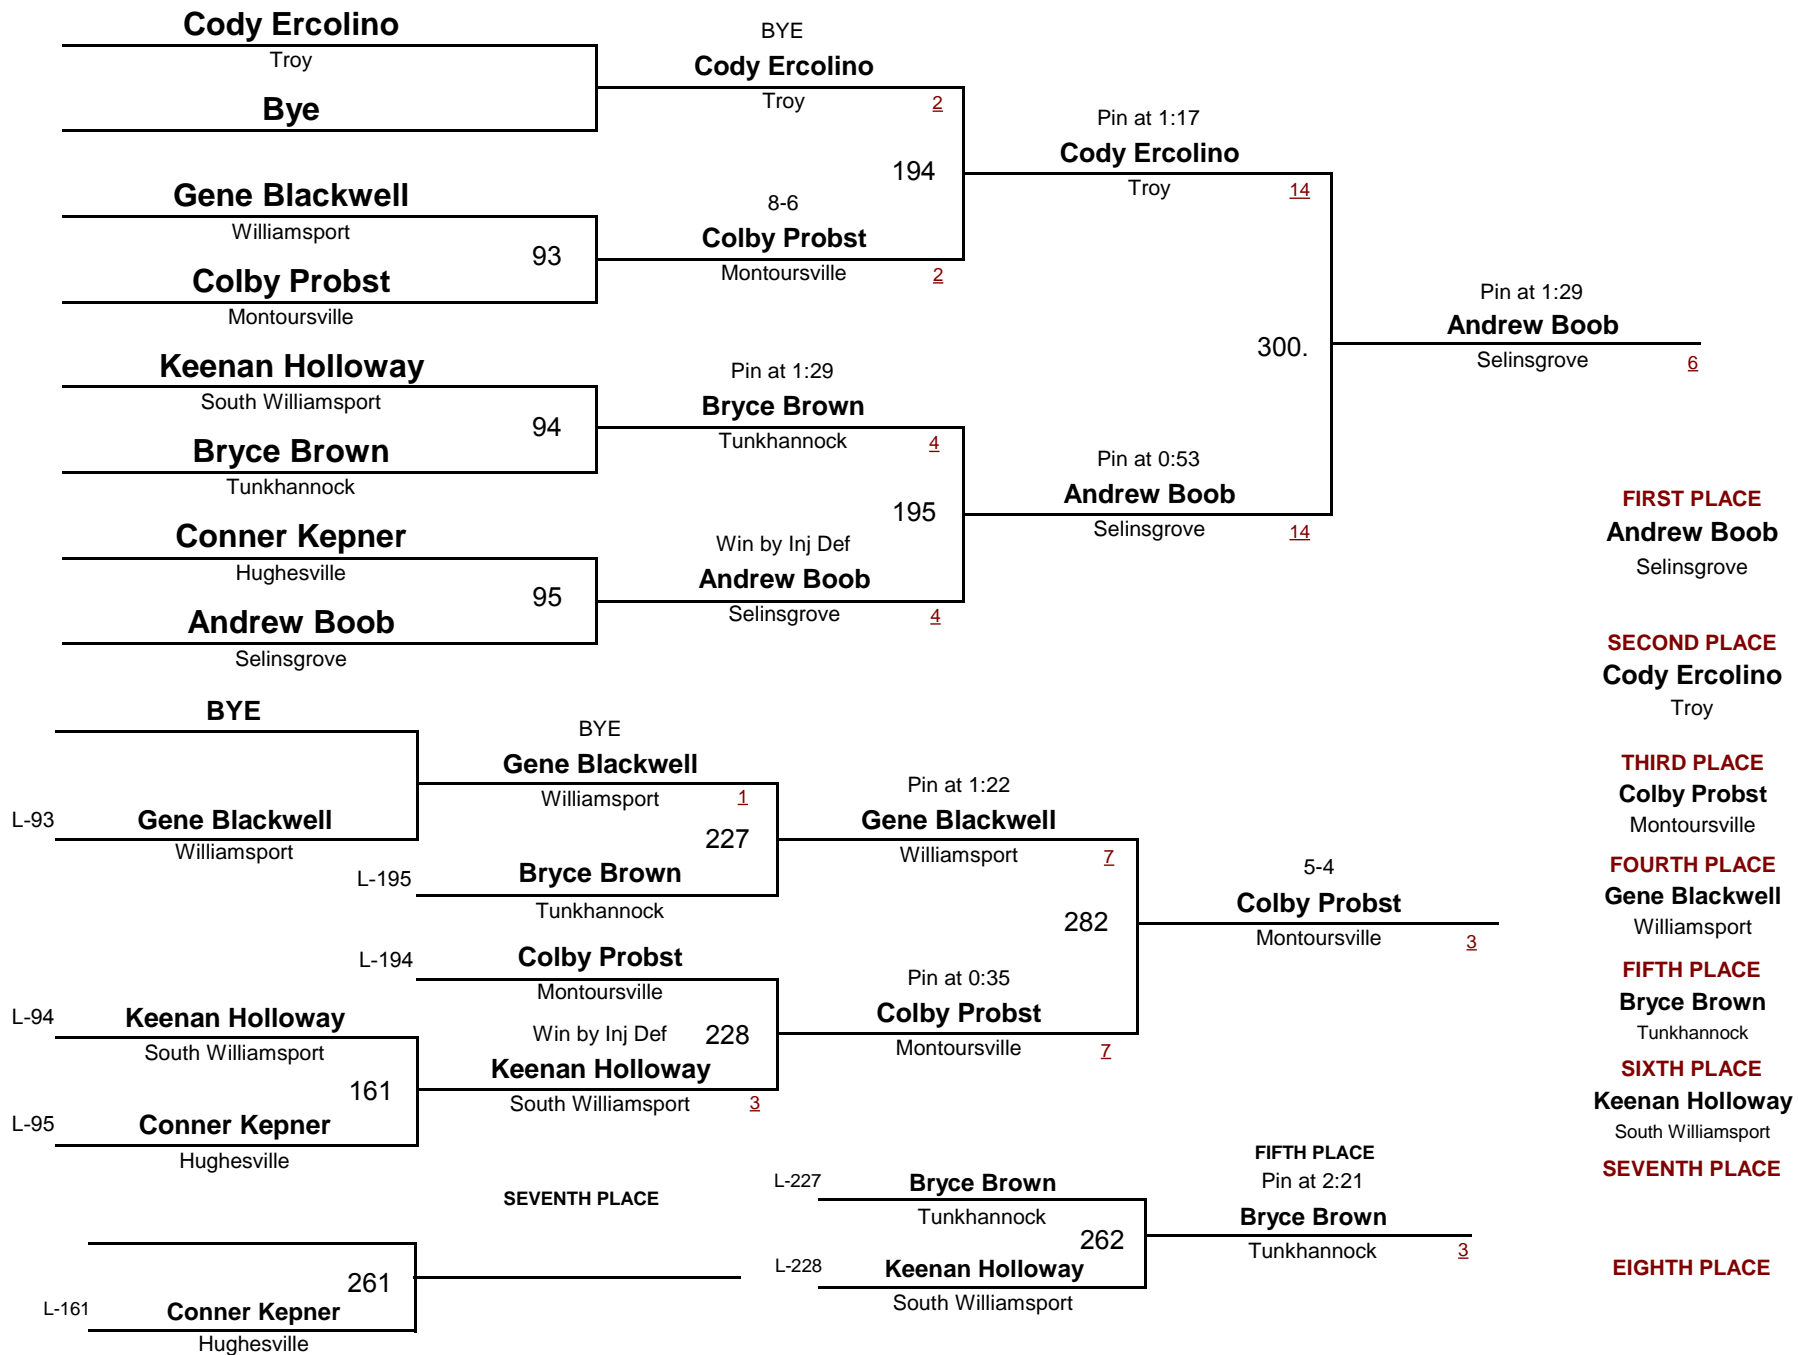 Cody Ercolino
Troy
Bye
Gene Blackwell
Williamsport
93
Colby Probst
Montoursville
Keenan Holloway
South Williamsport
94
Bryce Brown
Tunkhannock
Conner Kepner
Hughesville
95
Andrew Boob
Selinsgrove
BYE
Cody Ercolino
Troy 2
194
8-6
Colby Probst
Montoursville 2
Pin at 1:29
Bryce Brown
Tunkhannock 4
195
Win by Inj Def
Andrew Boob
Selinsgrove 4
Pin at 1:17
Cody Ercolino
Troy 14
300.
Pin at 0:53
Andrew Boob
Selinsgrove 14
Pin at 1:29
Andrew Boob
Selinsgrove 6
BYE
L-93 Gene Blackwell
Williamsport
L-94 Keenan Holloway
South Williamsport
161
L-95 Conner Kepner
Hughesville
BYE
Gene Blackwell
Williamsport 1
227
L-195 Bryce Brown
Tunkhannock
L-194 Colby Probst
Montoursville
Win by Inj Def 228
Keenan Holloway
South Williamsport 3
Pin at 1:22
Gene Blackwell
Williamsport 7
282
Pin at 0:35
Colby Probst
Montoursville 7
5-4
Colby Probst
Montoursville 3
SEVENTH PLACE
261
L-161 Conner Kepner
Hughesville
L-227 Bryce Brown
Tunkhannock
262
L-228 Keenan Holloway
South Williamsport
FIFTH PLACE
Pin at 2:21
Bryce Brown
Tunkhannock 3
FIRST PLACE
Andrew Boob
Selinsgrove
SECOND PLACE
Cody Ercolino
Troy
THIRD PLACE
Colby Probst
Montoursville
FOURTH PLACE
Gene Blackwell
Williamsport
FIFTH PLACE
Bryce Brown
Tunkhannock
SIXTH PLACE
Keenan Holloway
South Williamsport
SEVENTH PLACE
EIGHTH PLACE